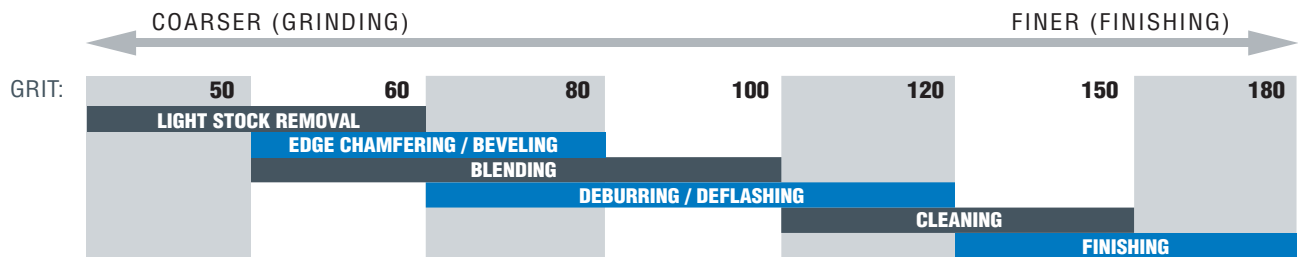 COARSER (GRINDING) FINER (FINISHING)
GRIT: 50 60 80 100 120 150 180
LIGHT STOCK REMOVAL
EDGE CHAMFERING / BEVELING
BLENDING
DEBURRING / DEFLASHING
CLEANING
FINISHING